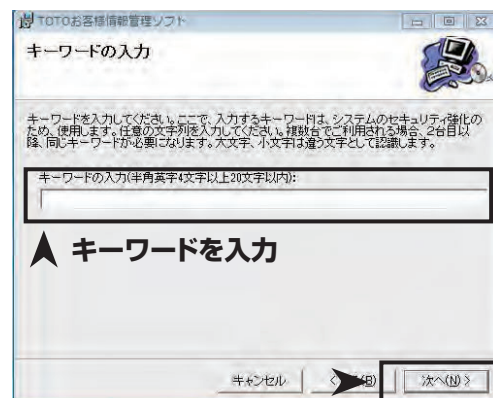 TOTOお客様情報管理ソフト
キーワードの入力
キーワードを入力してください。ここで、入力するキーワードは、システムのセキュリティ強化の
ため、使用します。任意の文字列を入力してください。複数台でご利用される場合、2台目以
降、同じキーワードが必要になります。大文字、小文字は違う文字として認識します。
キーワードの入力(半角英字4文字以上20文字以内):
キーワードを入力
キャンセル
(B)
次へ(N) >